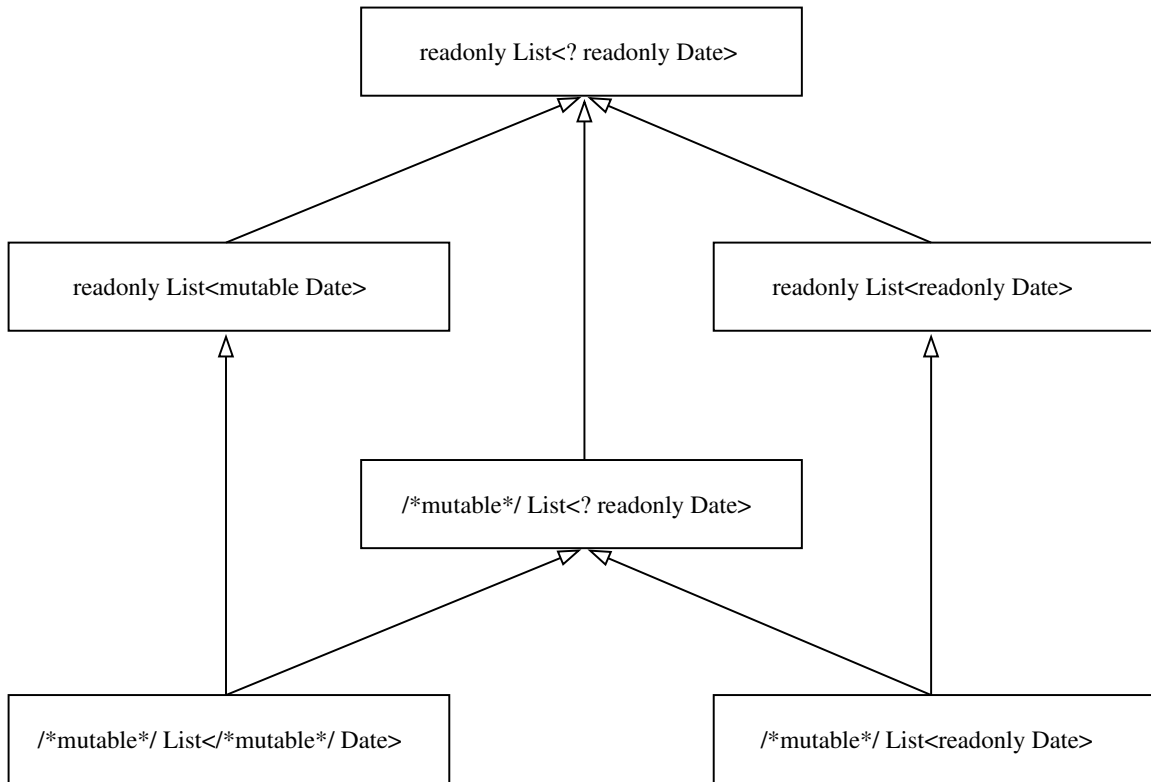 readonly List<? readonly Date>
readonly List<mutable Date>
readonly List<readonly Date>
/*mutable*/ List<? readonly Date>
/*mutable*/ List</*mutable*/ Date>
/*mutable*/ List<readonly Date>